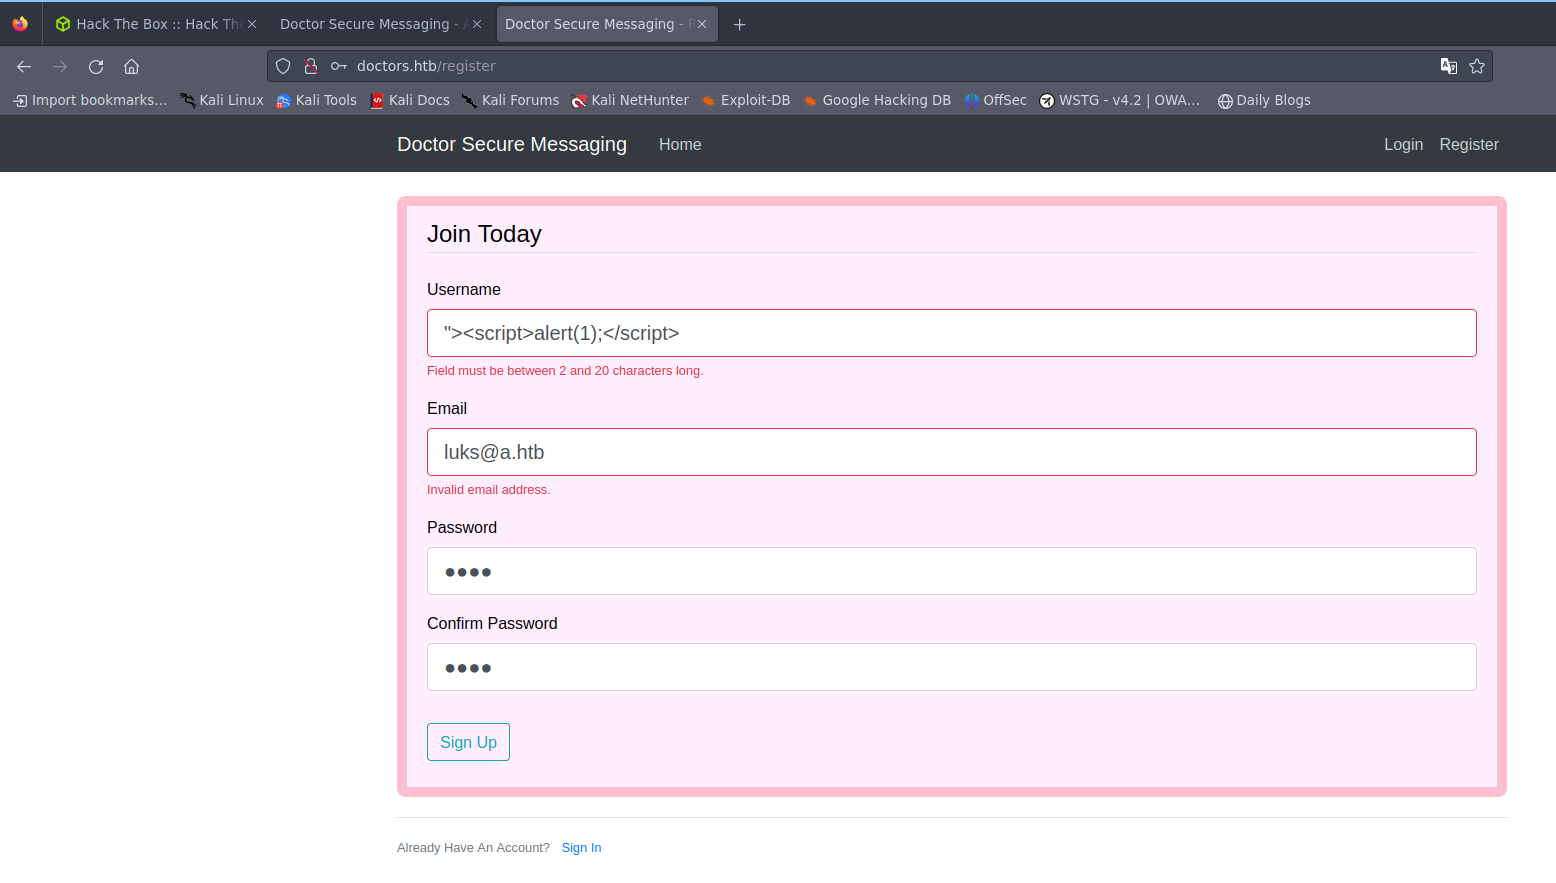 Hack The Box :: Hack The
Doctor Secure Messaging - A
Doctor Secure Messaging - R
doctors.htb/register
Import bookmarks… Kali Linux Kali Tools Kali Docs Kali Forums Kali NetHunter Exploit-DB Google Hacking DB OffSec WSTG - v4.2 | OWA… Daily Blogs
Doctor Secure Messaging Home Login Register
Join Today
Username
"><script>alert(1);</script>
Field must be between 2 and 20 characters long.
Email
luks@a.htb
Invalid email address.
Password
●●●●
Confirm Password
●●●●
Sign Up
Already Have An Account? Sign In